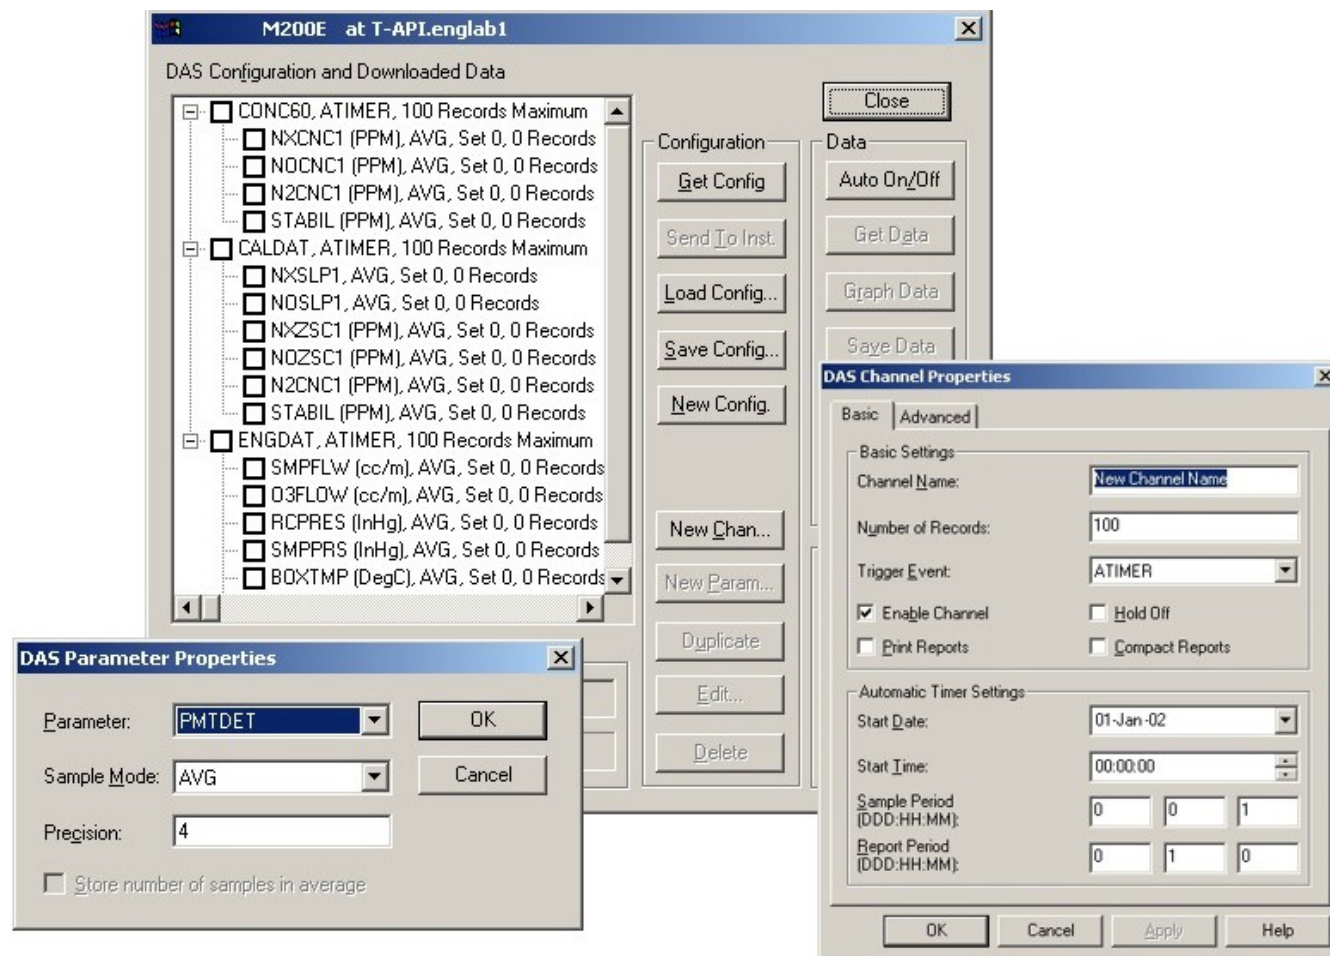 M200E at T-API.englab1
DAS Configuration and Downloaded Data
CONC60, ATIMER, 100 Records Maximum
NXCNC1 (PPM), AVG, Set 0, 0 Records
NOCNC1 (PPM), AVG, Set 0, 0 Records
N2CNC1 (PPM), AVG, Set 0, 0 Records
STABIL (PPM), AVG, Set 0, 0 Records
CALDAT, ATIMER, 100 Records Maximum
NXSLP1, AVG, Set 0, 0 Records
NOSLP1, AVG, Set 0, 0 Records
NXZSC1 (PPM), AVG, Set 0, 0 Records
NOZSC1 (PPM), AVG, Set 0, 0 Records
N2CNC1 (PPM), AVG, Set 0, 0 Records
STABIL (PPM), AVG, Set 0, 0 Records
ENGDAT, ATIMER, 100 Records Maximum
SMPFLW (cc/m), AVG, Set 0, 0 Records
O3FLOW (cc/m), AVG, Set 0, 0 Records
RCPRES (InHg), AVG, Set 0, 0 Records
SMPPRS (InHg), AVG, Set 0, 0 Records
BOXTMP (DegC), AVG, Set 0, 0 Records
Close
Configuration
Get Config
Send To Inst.
Load Config...
Save Config...
New Config.
New Chan...
New Param...
Duplicate
Edit...
Delete
Data
Auto On/Off
Get Data
Graph Data
Save Data
DAS Parameter Properties
Parameter: PMTDET
OK
Sample Mode: AVG
Cancel
Precision: 4
Store number of samples in average
DAS Channel Properties
Basic Advanced
Basic Settings
Channel Name: New Channel Name
Number of Records: 100
Trigger Event: ATIMER
Enable Channel Hold Off
Print Reports Compact Reports
Automatic Timer Settings
Start Date: 01-Jan-02
Start Time: 00:00:00
Sample Period
(DDD:HH:MM): 0 0 1
Report Period
(DDD:HH:MM): 0 1 0
OK Cancel Apply Help